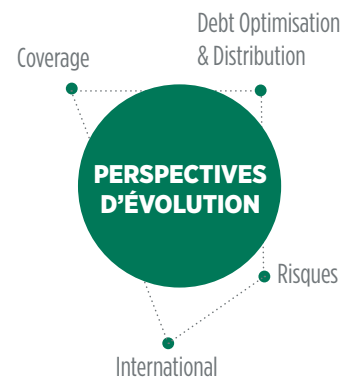 Debt Optimisation
& Distribution
Coverage
PERSPECTIVES
D’ÉVOLUTION
Risques
International